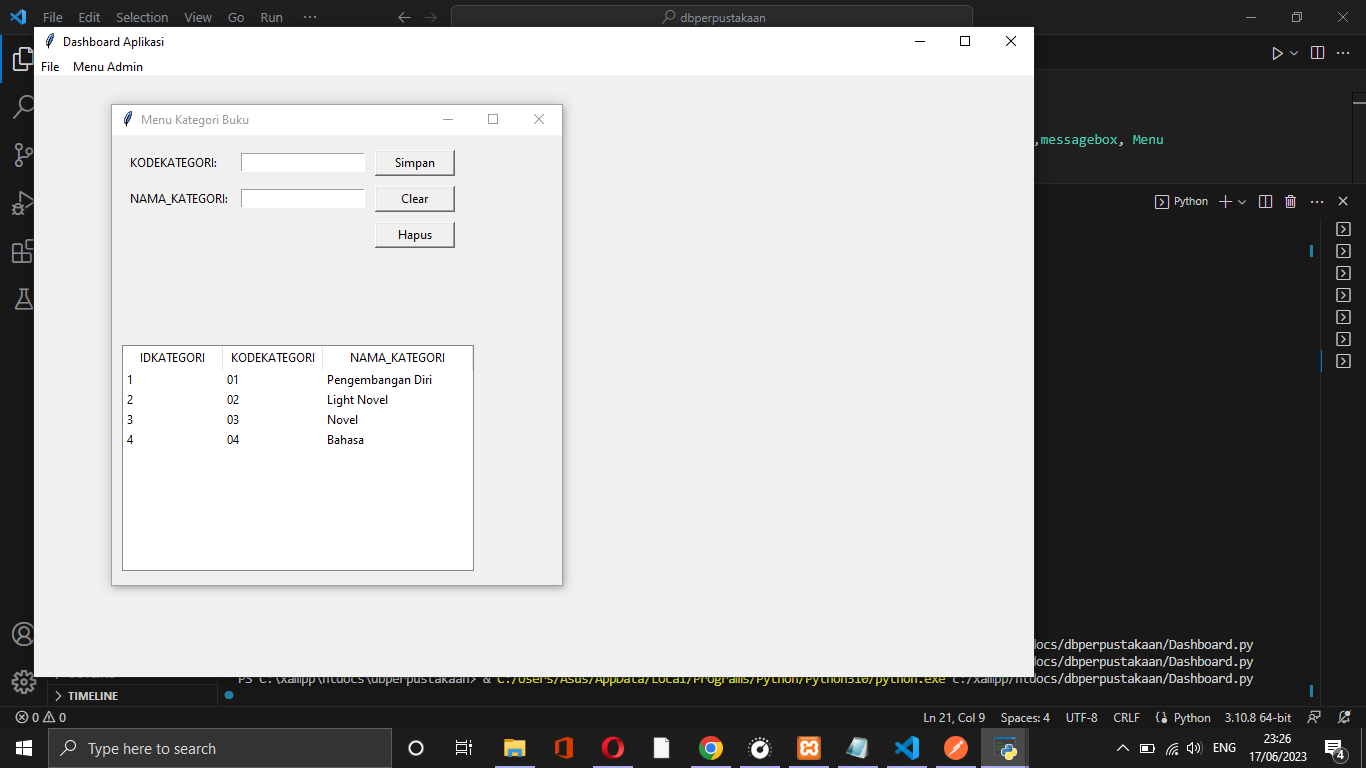 File Edit Selection View Go Run ··· dbperpustakaan
Dashboard Aplikasi
File Menu Admin
Menu Kategori Buku
,messagebox, Menu
KODEKATEGORI: Simpan
NAMA_KATEGORI: Clear
Hapus
Python
IDKATEGORI KODEKATEGORI NAMA_KATEGORI
1 01 Pengembangan Diri
2 02 Light Novel
3 03 Novel
4 04 Bahasa
docs/dbperpustakaan/Dashboard.py
docs/dbperpustakaan/Dashboard.py
PS C:\xampp\htdocs\dbperpustakaan> & C:/Users/Asus/AppData/Local/Programs/Python/Python310/python.exe c:/xampp/htdocs/dbperpustakaan/Dashboard.py
TIMELINE
0 0 Ln 21, Col 9 Spaces: 4 UTF-8 CRLF Python 3.10.8 64-bit
Type here to search ENG 23:26
17/06/2023 4